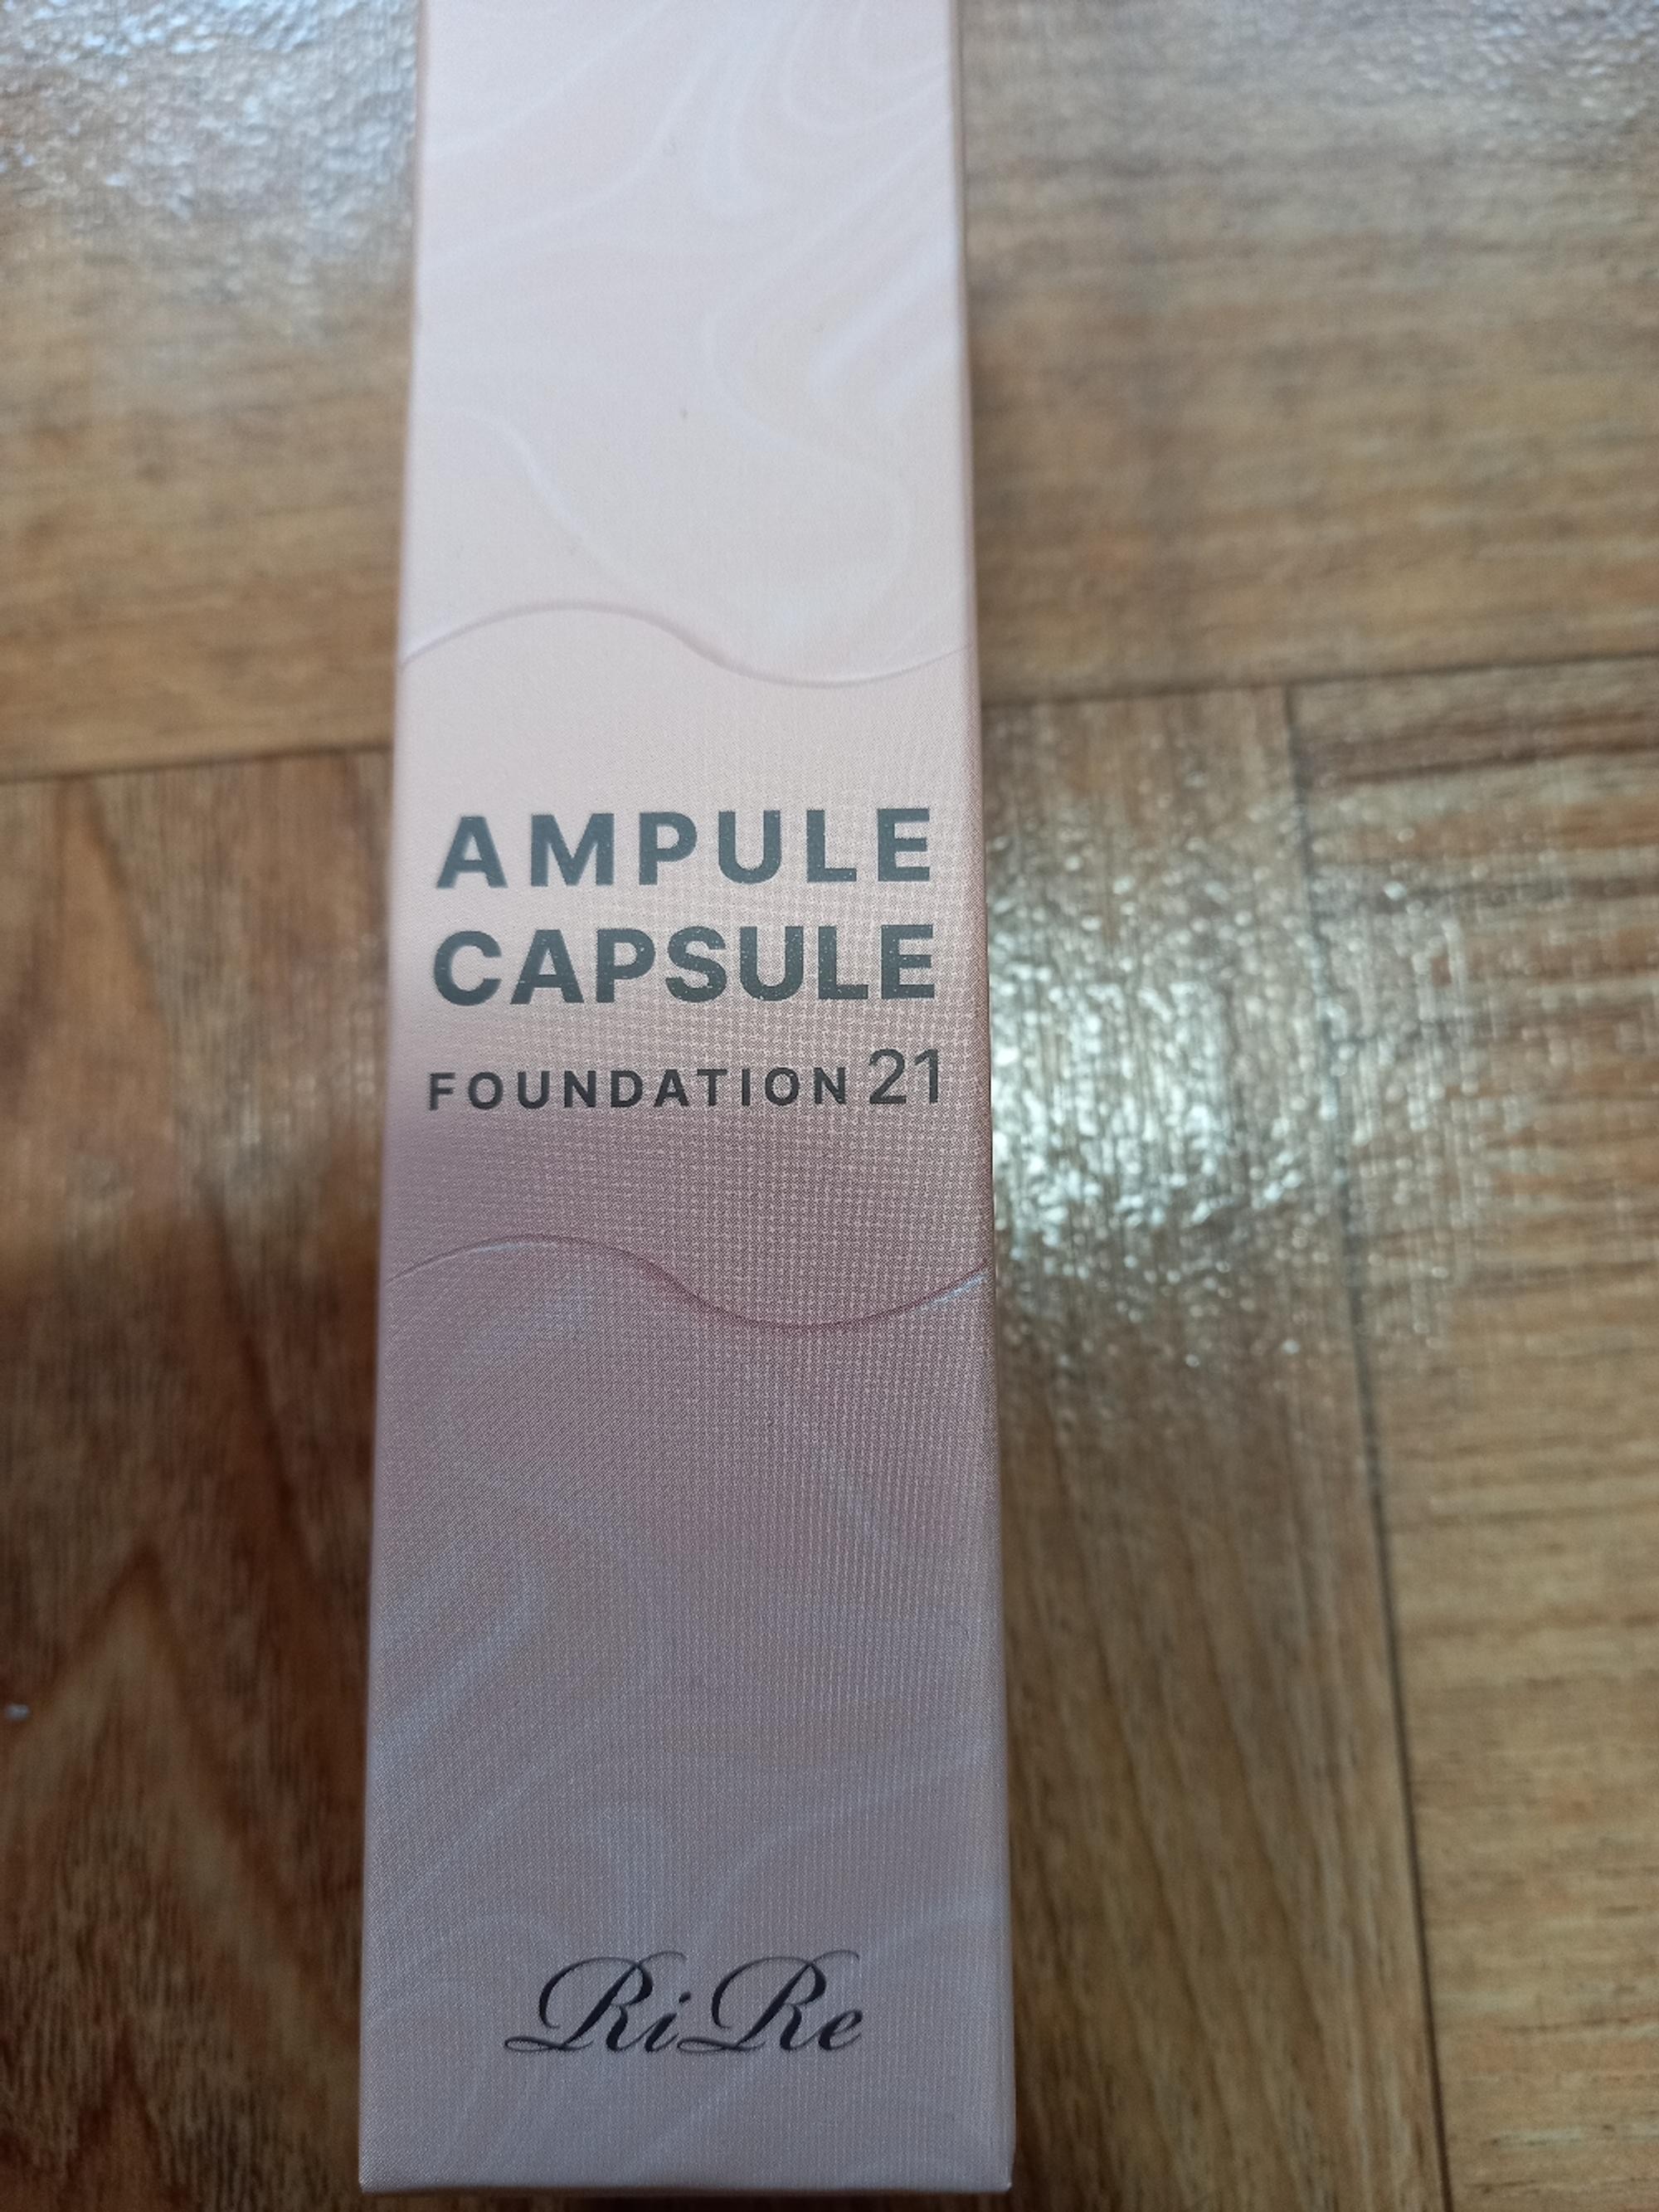 AMPULE
CAPSULE
FOUNDATION 21
RiRe